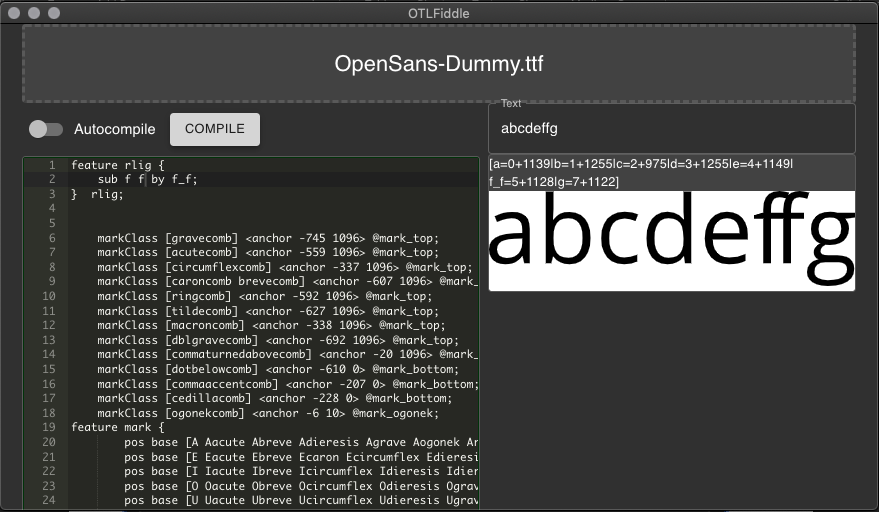 OTLFiddle
OpenSans-Dummy.ttf
Autocompile
COMPILE
Text
abcdeffg
[a=0+1139|b=1+1255|c=2+975|d=3+1255|e=4+1149|
f_f=5+1128|g=7+1122]
abcdeffg
1 feature rlig {
2 sub f f by f_f;
3 } rlig;
4
5
6 markClass [gravecomb] <anchor -745 1096> @mark_top;
7 markClass [acutecomb] <anchor -559 1096> @mark_top;
8 markClass [circumflexcomb] <anchor -337 1096> @mark_top;
9 markClass [caroncomb brevecomb] <anchor -607 1096> @mark_
10 markClass [ringcomb] <anchor -592 1096> @mark_top;
11 markClass [tildecomb] <anchor -627 1096> @mark_top;
12 markClass [macroncomb] <anchor -338 1096> @mark_top;
13 markClass [dblgravecomb] <anchor -692 1096> @mark_top;
14 markClass [commaturnedabovecomb] <anchor -20 1096> @mark_
15 markClass [dotbelowcomb] <anchor -610 0> @mark_bottom;
16 markClass [commaaccentcomb] <anchor -207 0> @mark_bottom;
17 markClass [cedillacomb] <anchor -228 0> @mark_bottom;
18 markClass [ogonekcomb] <anchor -6 10> @mark_ogonek;
19 feature mark {
20 pos base [A Aacute Abreve Adieresis Agrave Aogonek Ar
21 pos base [E Eacute Ebreve Ecaron Ecircumflex Edieresi
22 pos base [I Iacute Ibreve Icircumflex Idieresis Idier
23 pos base [O Oacute Obreve Ocircumflex Odieresis Ograv
24 pos base [U Uacute Ubreve Ucircumflex Udieresis Ugrav